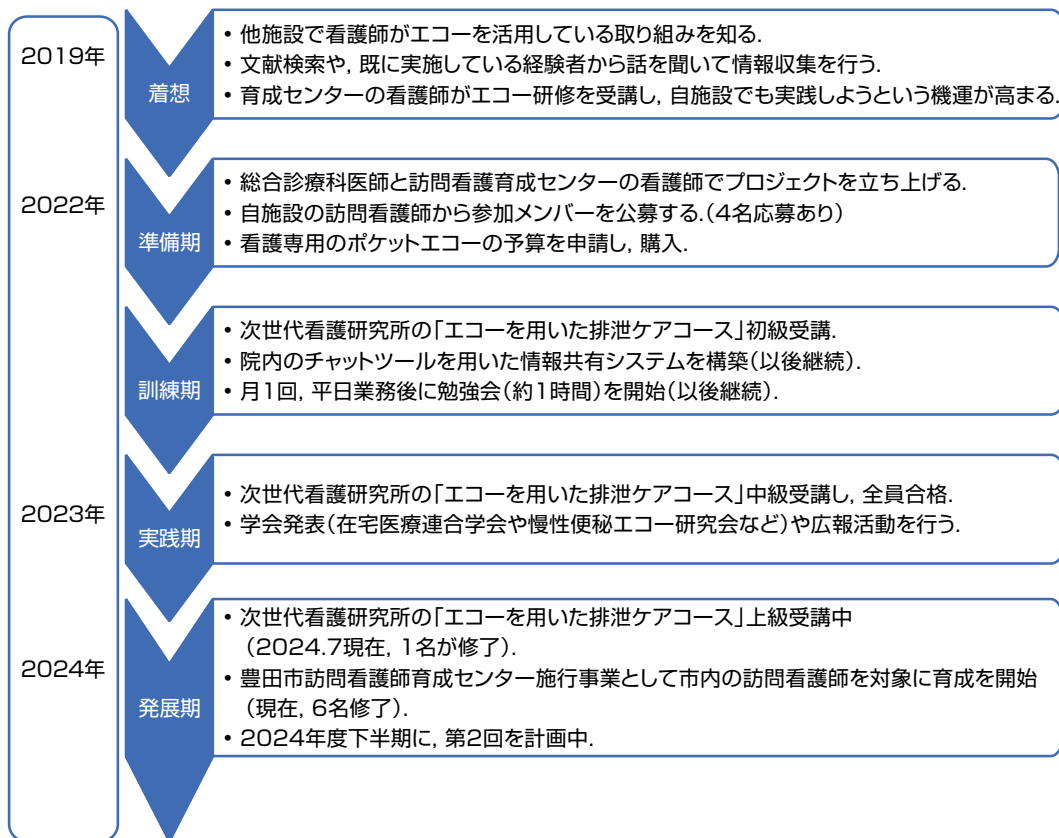 2019年
着想
• 他施設で看護師がエコーを活用している取り組みを知る.
• 文献検索や, 既に実施している経験者から話を聞いて情報収集を行う.
• 育成センターの看護師がエコー研修を受講し, 自施設でも実践しようという機運が高まる.
2022年
準備期
• 総合診療科医師と訪問看護育成センターの看護師でプロジェクトを立ち上げる.
• 自施設の訪問看護師から参加メンバーを公募する.(4名応募あり)
• 看護専用のポケットエコーの予算を申請し, 購入.
訓練期
• 次世代看護研究所の「エコーを用いた排泄ケアコース」初級受講.
• 院内のチャットツールを用いた情報共有システムを構築(以後継続).
• 月1回, 平日業務後に勉強会(約1時間)を開始(以後継続).
2023年
実践期
• 次世代看護研究所の「エコーを用いた排泄ケアコース」中級受講し, 全員合格.
• 学会発表(在宅医療連合学会や慢性便秘エコー研究会など)や広報活動を行う.
2024年
発展期
• 次世代看護研究所の「エコーを用いた排泄ケアコース」上級受講中
(2024.7現在, 1名が修了).
• 豊田市訪問看護師育成センター施行事業として市内の訪問看護師を対象に育成を開始
(現在, 6名修了).
• 2024年度下半期に, 第2回を計画中.